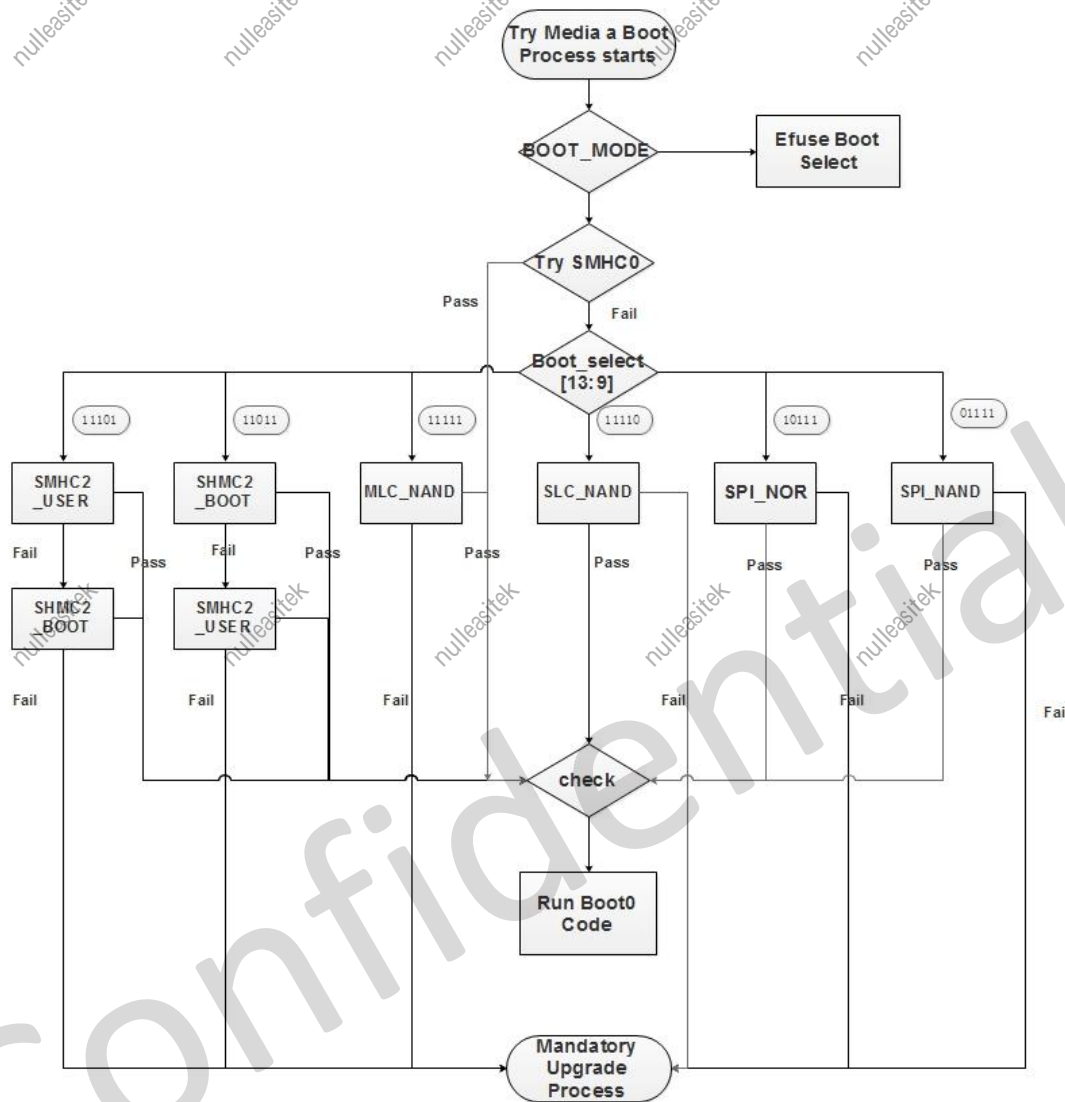 nulleasitek
nulleasitek
nulleasitek
nulleasitek
nulleasitek
Try Media a Boot
Process starts
BOOT_MODE
Efuse Boot
Select
Try SMHC0
Pass
Fail
Boot_select
[13:9]
11101
11011
11111
11110
10111
01111
SMHC2
_USER
SHMC2
_BOOT
MLC_NAND
SLC_NAND
SPI_NOR
SPI_NAND
Fail
Pass
Fail
Pass
Pass
Pass
Pass
Pass
SHMC2
_BOOT
SMHC2
_USER
nulleasitek
nulleasitek
nulleasitek
nulleasitek
nulleasitek
Fail
Fail
Fail
Fail
Fail
Fai
check
Run Boot0
Code
Mandatory
Upgrade
Process
Confidential